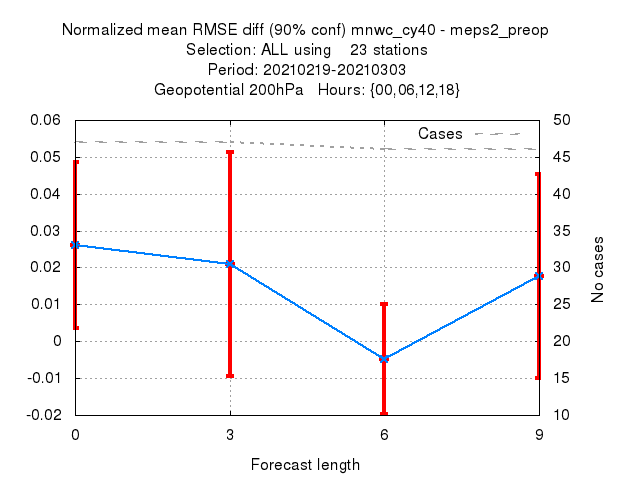 Normalized mean RMSE diff (90% conf) mnwc_cy40 - meps2_preop
Selection: ALL using    23 stations
Period: 20210219-20210303
Geopotential 200hPa   Hours: {00,06,12,18}
0.06
0.05
0.04
0.03
0.02
0.01
0
-0.01
-0.02
50
45
40
35
30
25
20
15
10
Cases
No cases
0 3 6 9
Forecast length